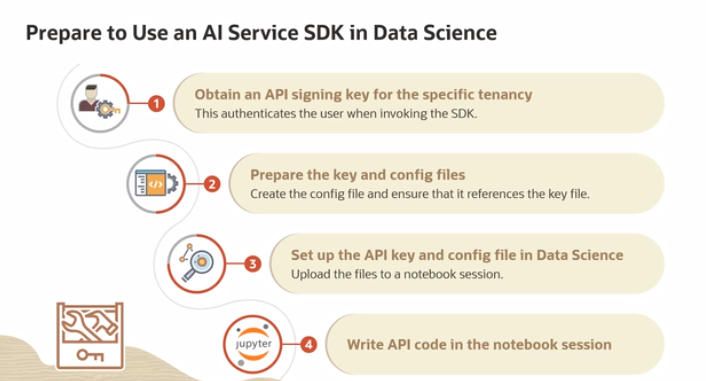 Prepare to Use an AI Service SDK in Data Science
1
Obtain an API signing key for the specific tenancy
This authenticates the user when invoking the SDK.
2
Prepare the key and config files
Create the config file and ensure that it references the key file.
3
Set up the API key and config file in Data Science
Upload the files to a notebook session.
jupyter
4
Write API code in the notebook session